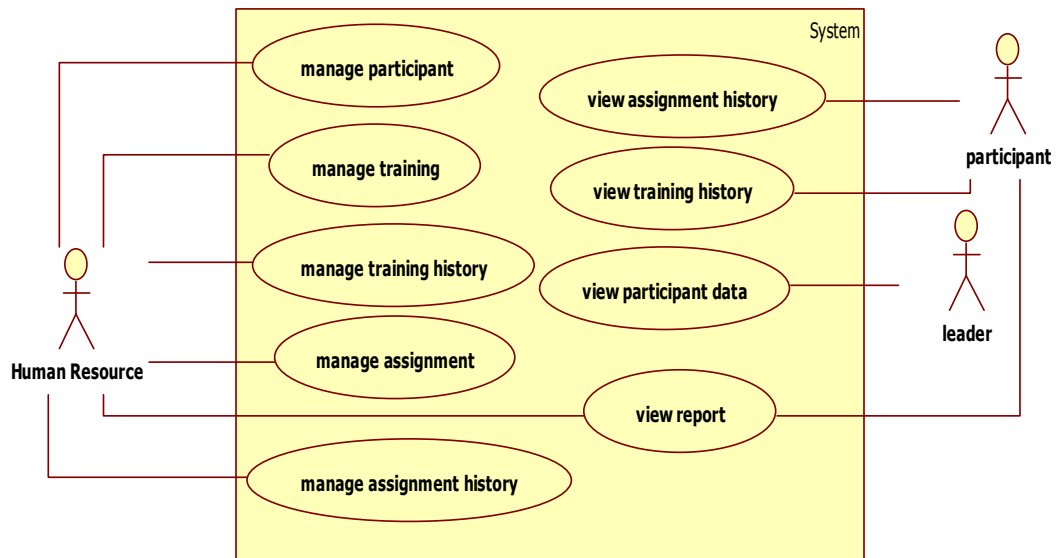 System
manage participant
view assignment history
participant
manage training
view training history
manage training history
view participant data
leader
manage assignment
Human Resource
view report
manage assignment history